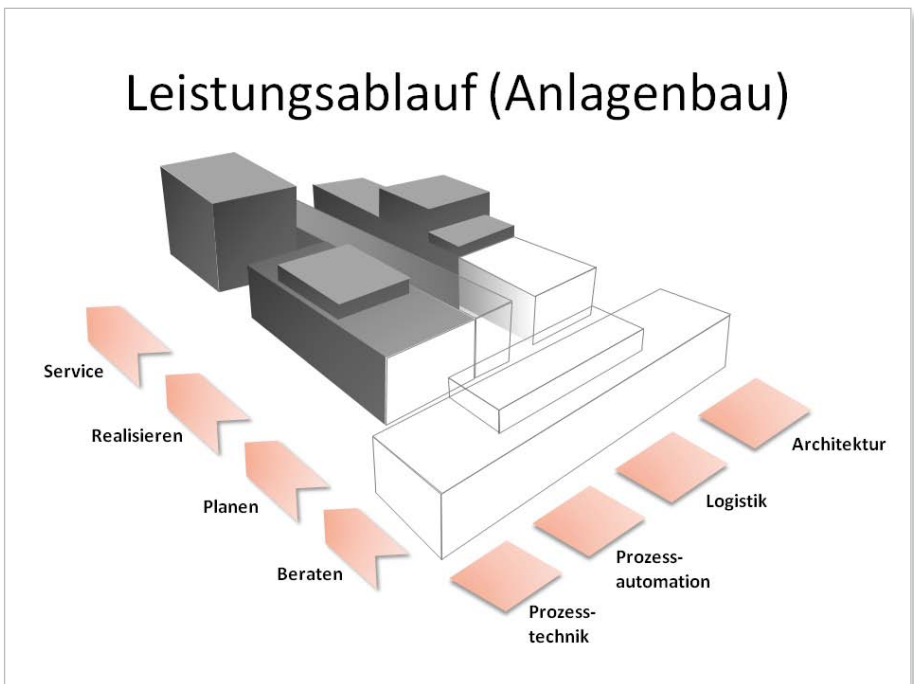 Leistungsablauf (Anlagenbau)
Service
Realisieren
Planen
Beraten
Architektur
Logistik
Prozess-
automation
Prozess-
technik